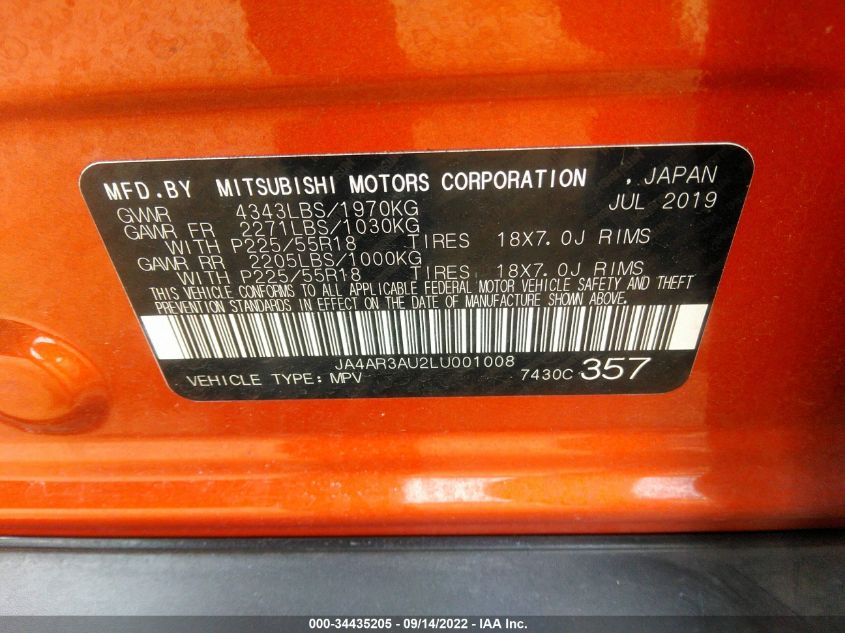 MFD.BY MITSUBISHI MOTORS CORPORATION , JAPAN
GVWR 4343LBS/1970KG JUL 2019
GAWR FR 2271LBS/1030KG
WITH P225/55R18 TIRES 18X7.0J RIMS
GAWR RR 2205LBS/1000KG
WITH P225/55R18 TIRES 18X7.0J RIMS
THIS VEHICLE CONFORMS TO ALL APPLICABLE FEDERAL MOTOR VEHICLE SAFETY AND THEFT
PREVENTION STANDARDS IN EFFECT ON THE DATE OF MANUFACTURE SHOWN ABOVE.
JA4AR3AU2LU001008
VEHICLE TYPE: MPV 7430C 357
000-34435205 - 09/14/2022 - IAA Inc.